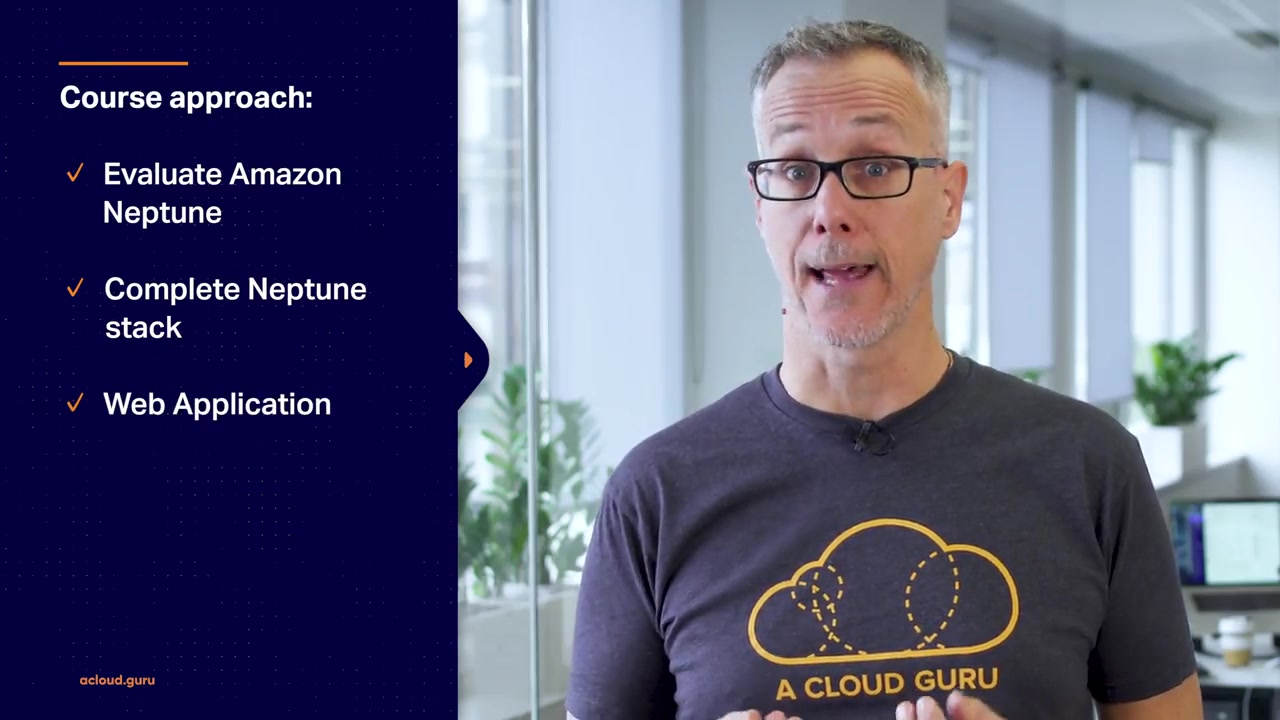 Course approach:
✓ Evaluate Amazon
Neptune
✓ Complete Neptune
stack
✓ Web Application
acloud.guru
A CLOUD GURU